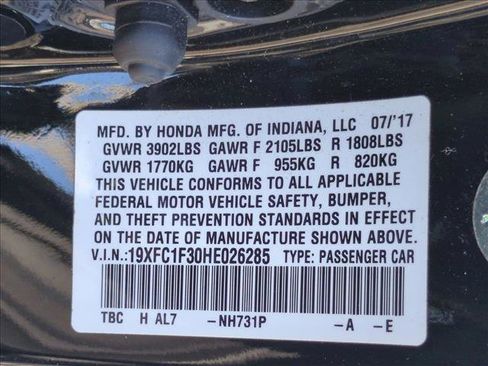 MFD. BY HONDA MFG. OF INDIANA, LLC 07/'17
GVWR 3902LBS GAWR F 2105LBS R 1808LBS
GVWR 1770KG GAWR F 955KG R 820KG
THIS VEHICLE CONFORMS TO ALL APPLICABLE
FEDERAL MOTOR VEHICLE SAFETY, BUMPER,
AND THEFT PREVENTION STANDARDS IN EFFECT
ON THE DATE OF MANUFACTURE SHOWN ABOVE.
V.I.N.:19XFC1F30HE026285 TYPE: PASSENGER CAR
TBC H AL7 -NH731P -A -E